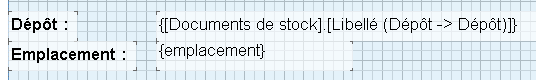 Dépôt : {[Documents de stock].[Libellé (Dépôt -> Dépôt)]}
Emplacement : {emplacement}